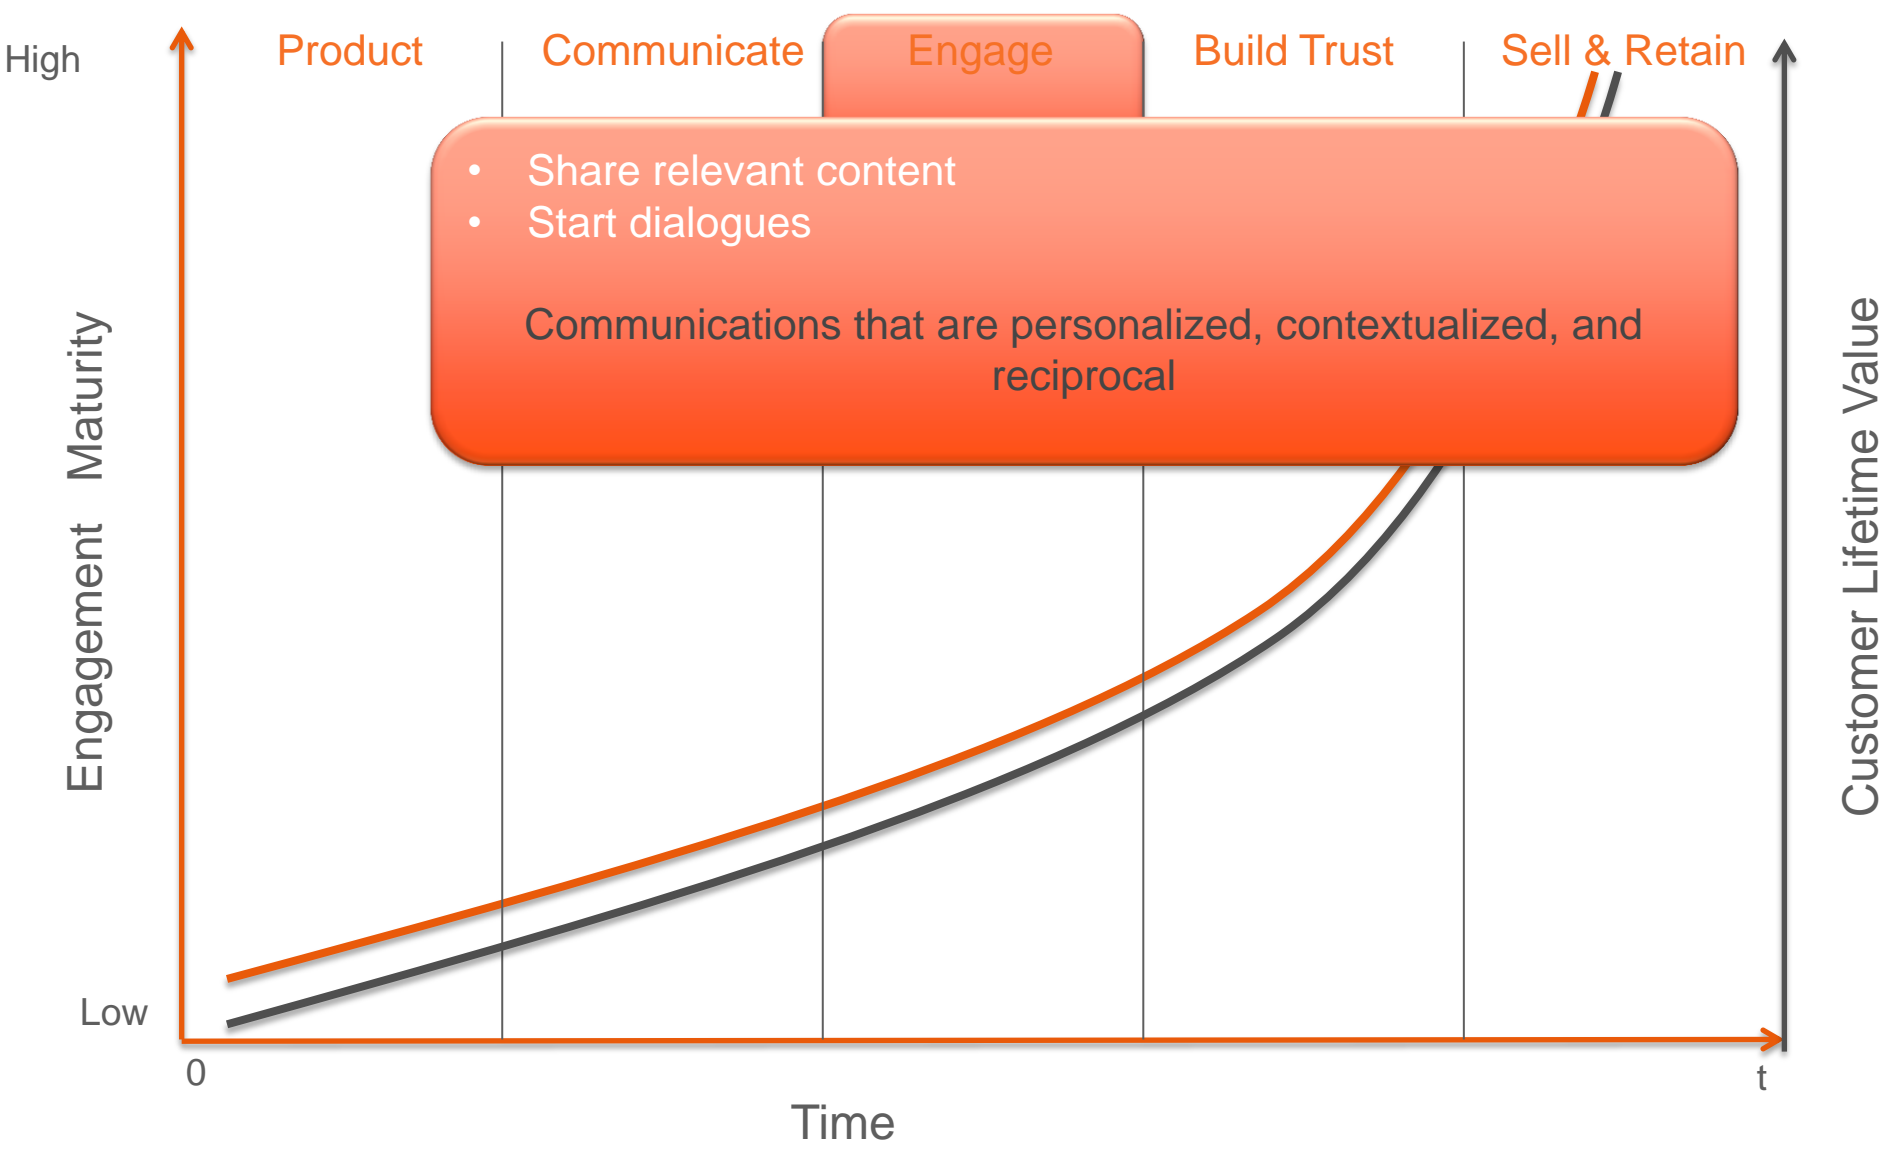 High
Product
Communicate
Engage
Build Trust
Sell & Retain
• Share relevant content
• Start dialogues
Communications that are personalized, contextualized, and
reciprocal
Engagement Maturity
Customer Lifetime Value
Low
0
t
Time